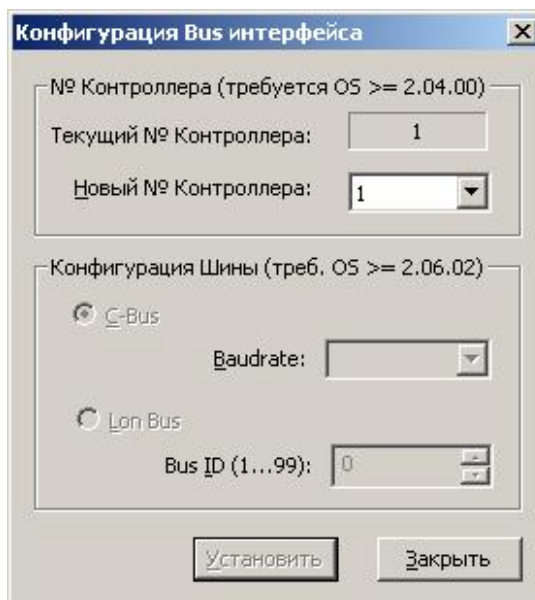 Конфигурация Bus интерфейса
№ Контроллера (требуется OS >= 2.04.00)
Текущий № Контроллера: 1
Новый № Контроллера: 1
Конфигурация Шины (треб. OS >= 2.06.02)
C-Bus
Baudrate:
Lon Bus
Bus ID (1...99): 0
Установить Закрыть